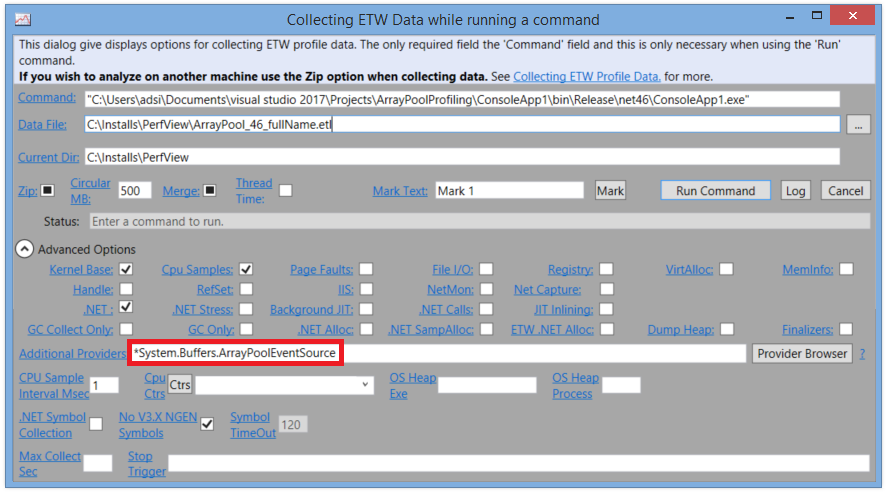 Collecting ETW Data while running a command
This dialog give displays options for collecting ETW profile data. The only required field the 'Command' field and this is only necessary when using the 'Run'
command.
If you wish to analyze on another machine use the Zip option when collecting data. See Collecting ETW Profile Data. for more.
Command: "C:\Users\adsi\Documents\visual studio 2017\Projects\ArrayPoolProfiling\ConsoleApp1\bin\Release\net46\ConsoleApp1.exe"
Data File: C:\Installs\PerfView\ArrayPool_46_fullName.etl ...
Current Dir: C:\Installs\PerfView
Zip: Circular MB: 500 Merge: Thread Time: Mark Text: Mark 1 Mark Run Command Log Cancel
Status: Enter a command to run.
Advanced Options
Kernel Base: Cpu Samples: Page Faults: File I/O: Registry: VirtAlloc: MemInfo:
Handle: RefSet: IIS: NetMon: Net Capture:
.NET : .NET Stress: Background JIT: .NET Calls: JIT Inlining:
GC Collect Only: GC Only: .NET Alloc: .NET SampAlloc: ETW .NET Alloc: Dump Heap: Finalizers:
Additional Providers: *System.Buffers.ArrayPoolEventSource Provider Browser ?
CPU Sample Interval Msec 1 Cpu Ctrs Ctrs OS Heap Exe OS Heap Process
.NET Symbol Collection No V3.X NGEN Symbols Symbol TimeOut 120
Max Collect Sec Stop Trigger